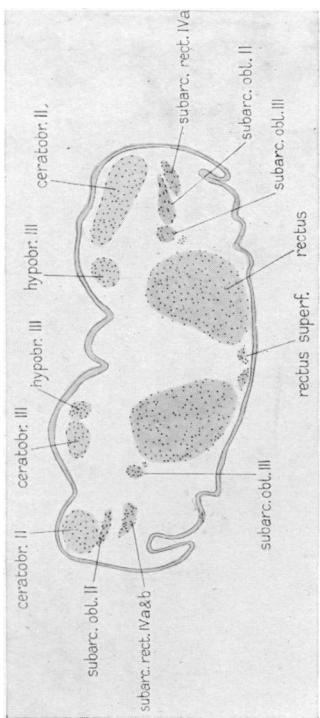 ceratobr. II
ceratobr. III
hypobr. III
hypobr. III
ceratobr. II,
subarc. obl. II
subarc. rect. IVa&b
subarc. obl. III
rectus superf.
rectus
subarc. obl. III
subarc. obl. II
subarc. rect. IVa